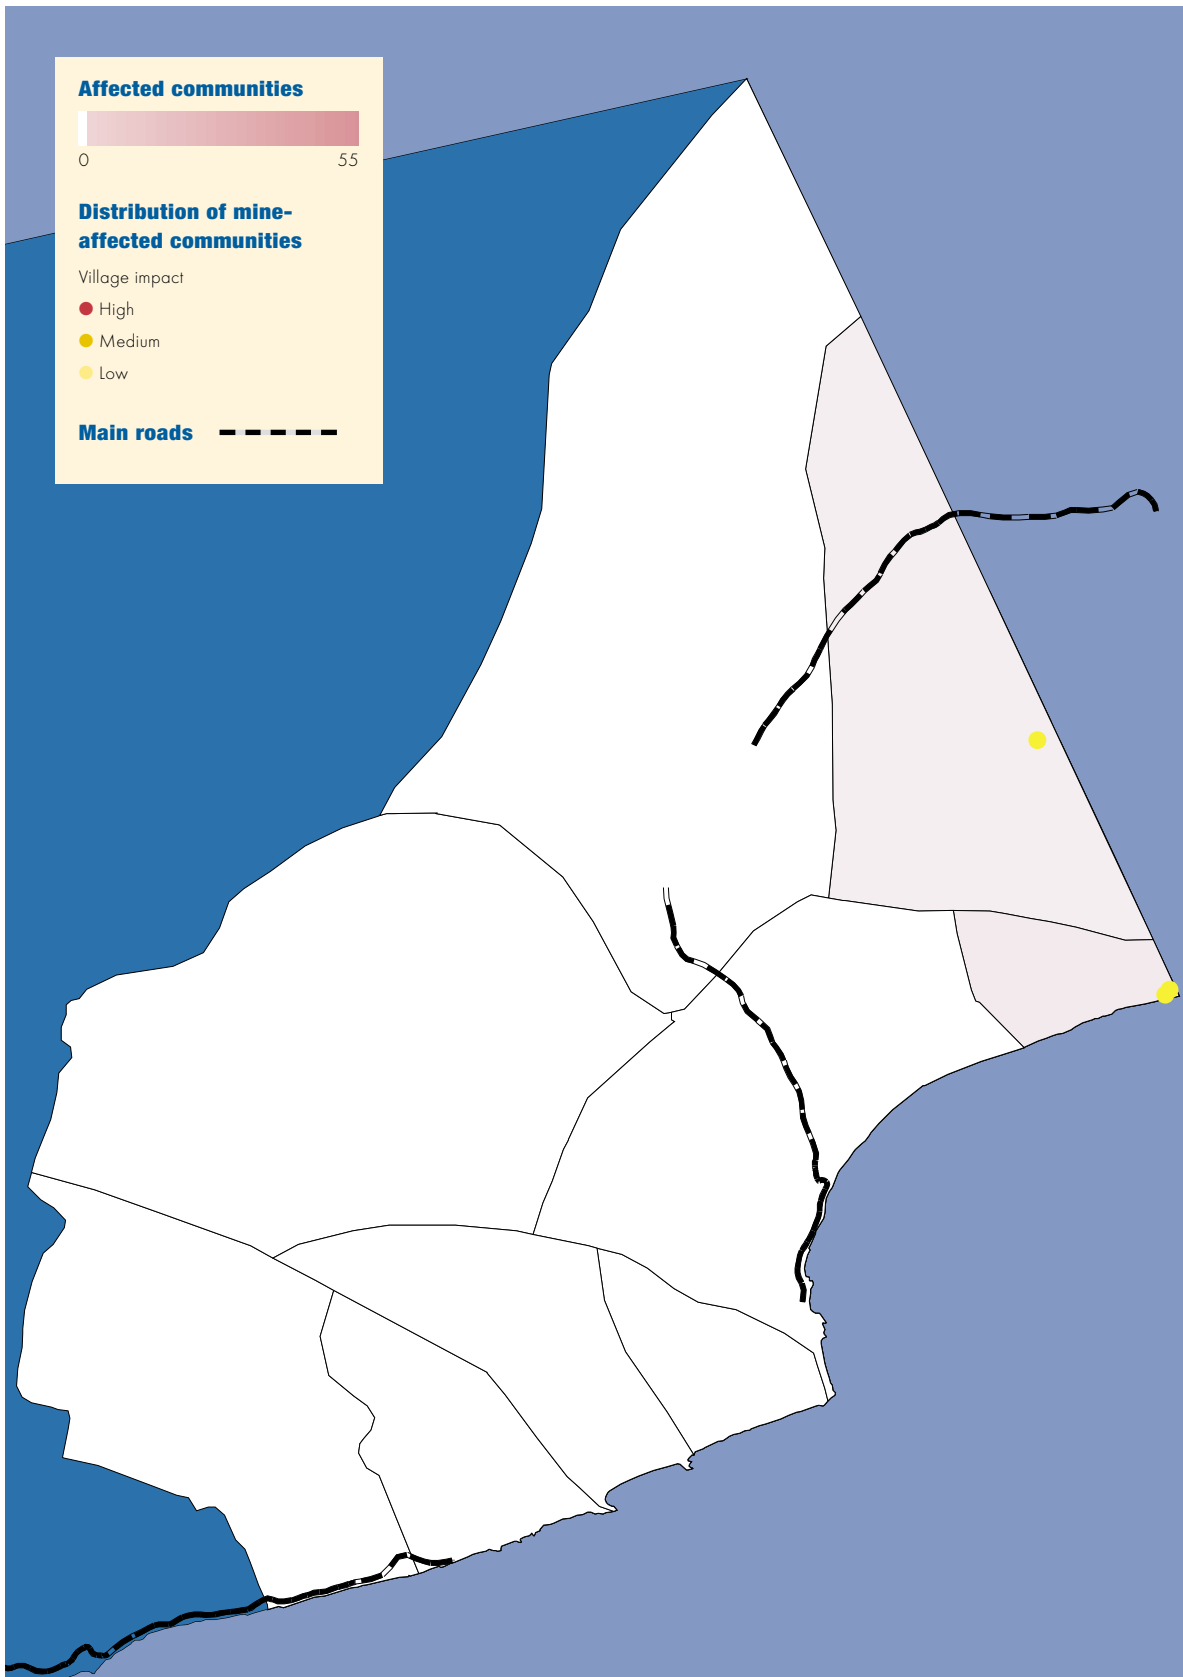 Affected communities
0 55
Distribution of mine-
affected communities
Village impact
High
Medium
Low
Main roads